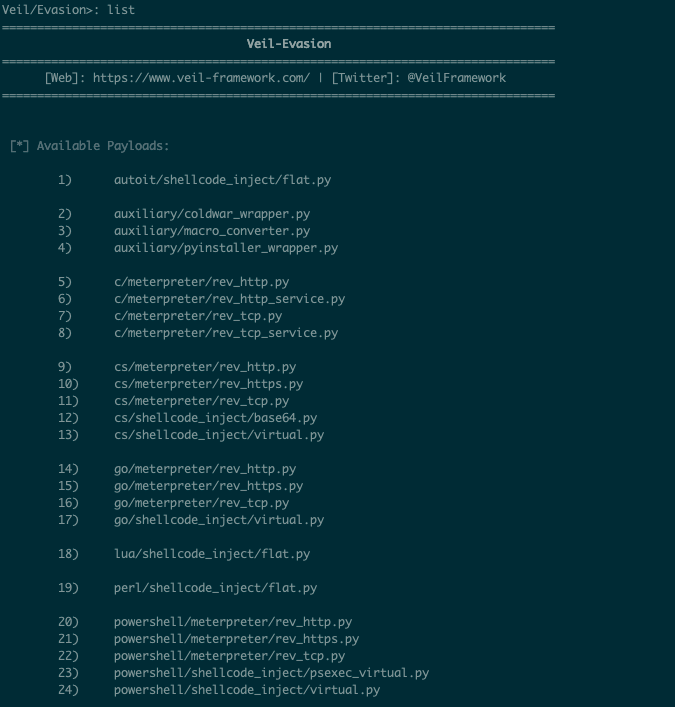 Veil/Evasion>: list
===============================================================================
Veil-Evasion
===============================================================================
[Web]: https://www.veil-framework.com/ | [Twitter]: @VeilFramework
===============================================================================
[*] Available Payloads:
1) autoit/shellcode_inject/flat.py
2) auxiliary/coldwar_wrapper.py
3) auxiliary/macro_converter.py
4) auxiliary/pyinstaller_wrapper.py
5) c/meterpreter/rev_http.py
6) c/meterpreter/rev_http_service.py
7) c/meterpreter/rev_tcp.py
8) c/meterpreter/rev_tcp_service.py
9) cs/meterpreter/rev_http.py
10) cs/meterpreter/rev_https.py
11) cs/meterpreter/rev_tcp.py
12) cs/shellcode_inject/base64.py
13) cs/shellcode_inject/virtual.py
14) go/meterpreter/rev_http.py
15) go/meterpreter/rev_https.py
16) go/meterpreter/rev_tcp.py
17) go/shellcode_inject/virtual.py
18) lua/shellcode_inject/flat.py
19) perl/shellcode_inject/flat.py
20) powershell/meterpreter/rev_http.py
21) powershell/meterpreter/rev_https.py
22) powershell/meterpreter/rev_tcp.py
23) powershell/shellcode_inject/psexec_virtual.py
24) powershell/shellcode_inject/virtual.py